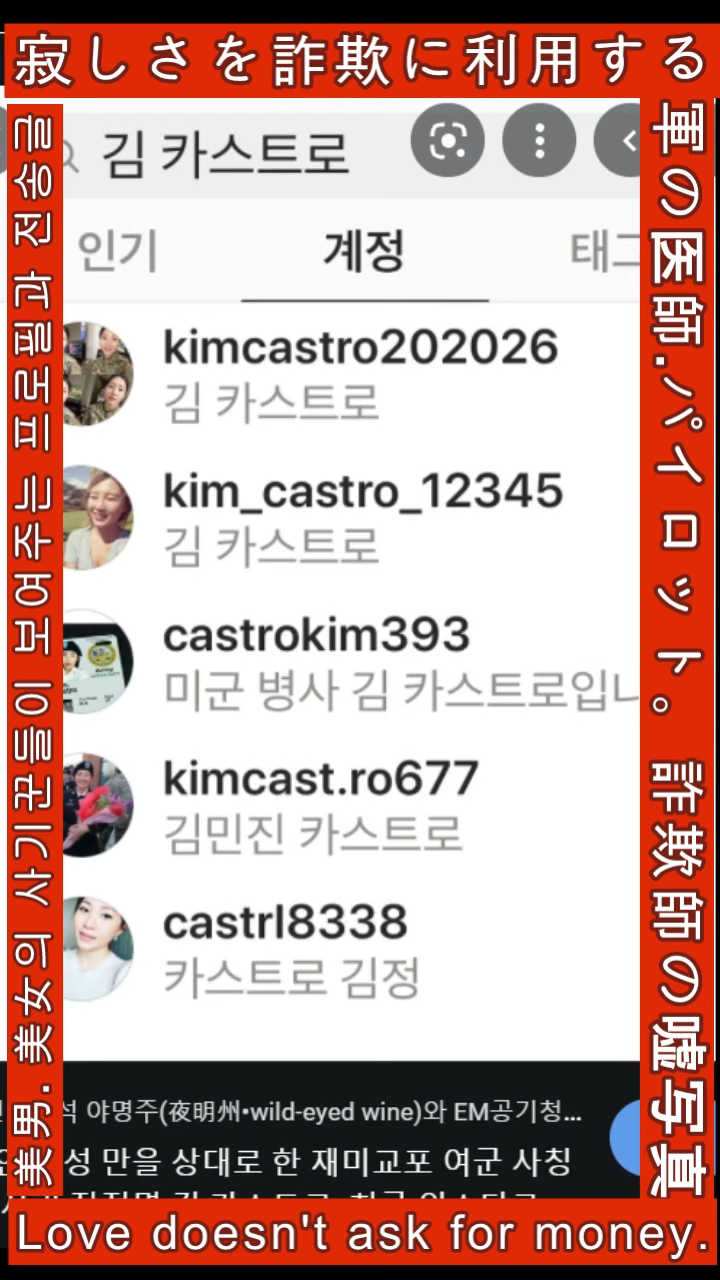 寂しさを詐欺に利用する
美男. 美女의 사기꾼들이 보여주는 프로필과 전송글
軍の医師.パイロット。詐欺師の嘘写真
김 카스트로
인기 계정
kimcastro202026
김 카스트로
kim_castro_12345
김 카스트로
castrokim393
미군 병사 김 카스트로입
kimcast.ro677
김민진 카스트로
castrl8338
카스트로 김정
석 야명주(夜明州•wild-eyed wine)와 EM공기청...
성 만을 상대로 한 재미교포 여군 사칭
Love doesn't ask for money.